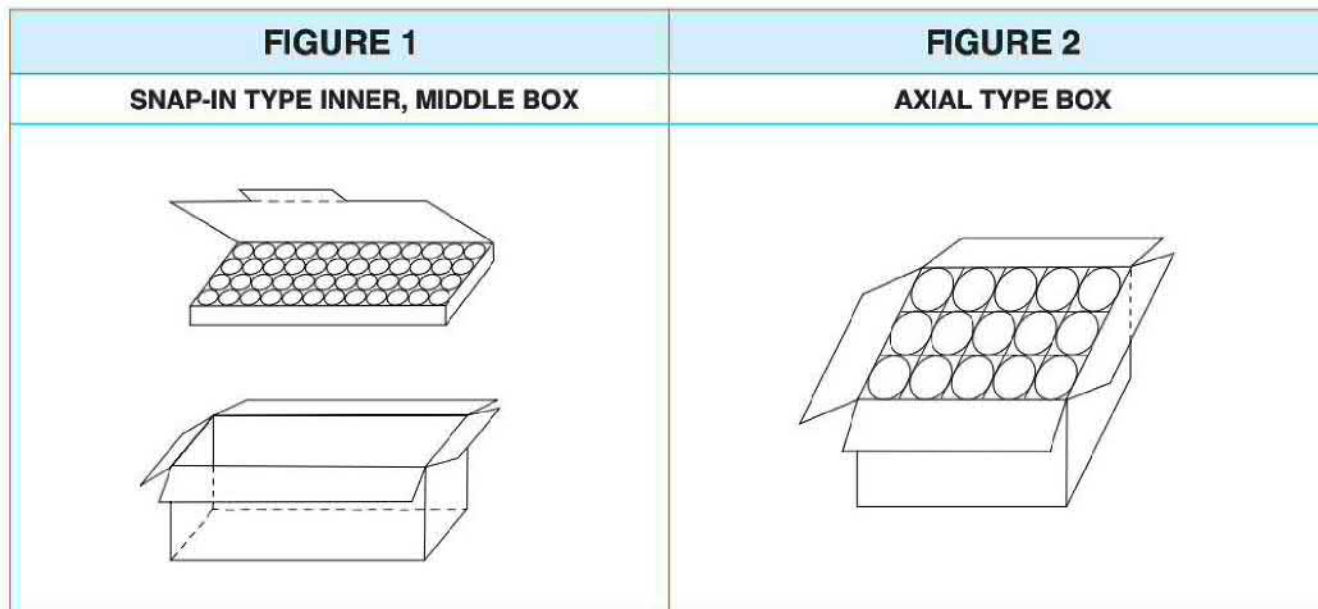 FIGURE 1
FIGURE 2
SNAP-IN TYPE INNER, MIDDLE BOX
AXIAL TYPE BOX